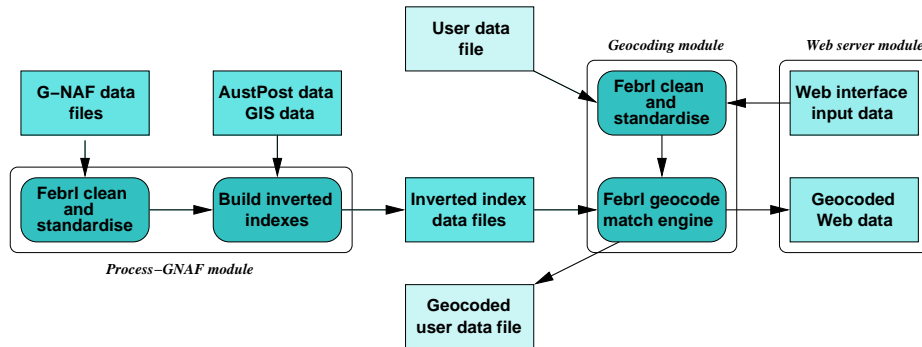 User data
file
Geocoding module
Web server module
G−NAF data
files
AustPost data
GIS data
Febrl clean
and
standardise
Web interface
input data
Febrl clean
and
standardise
Build inverted
indexes
Inverted index
data files
Febrl geocode
match engine
Geocoded
Web data
Process−GNAF module
Geocoded
user data file